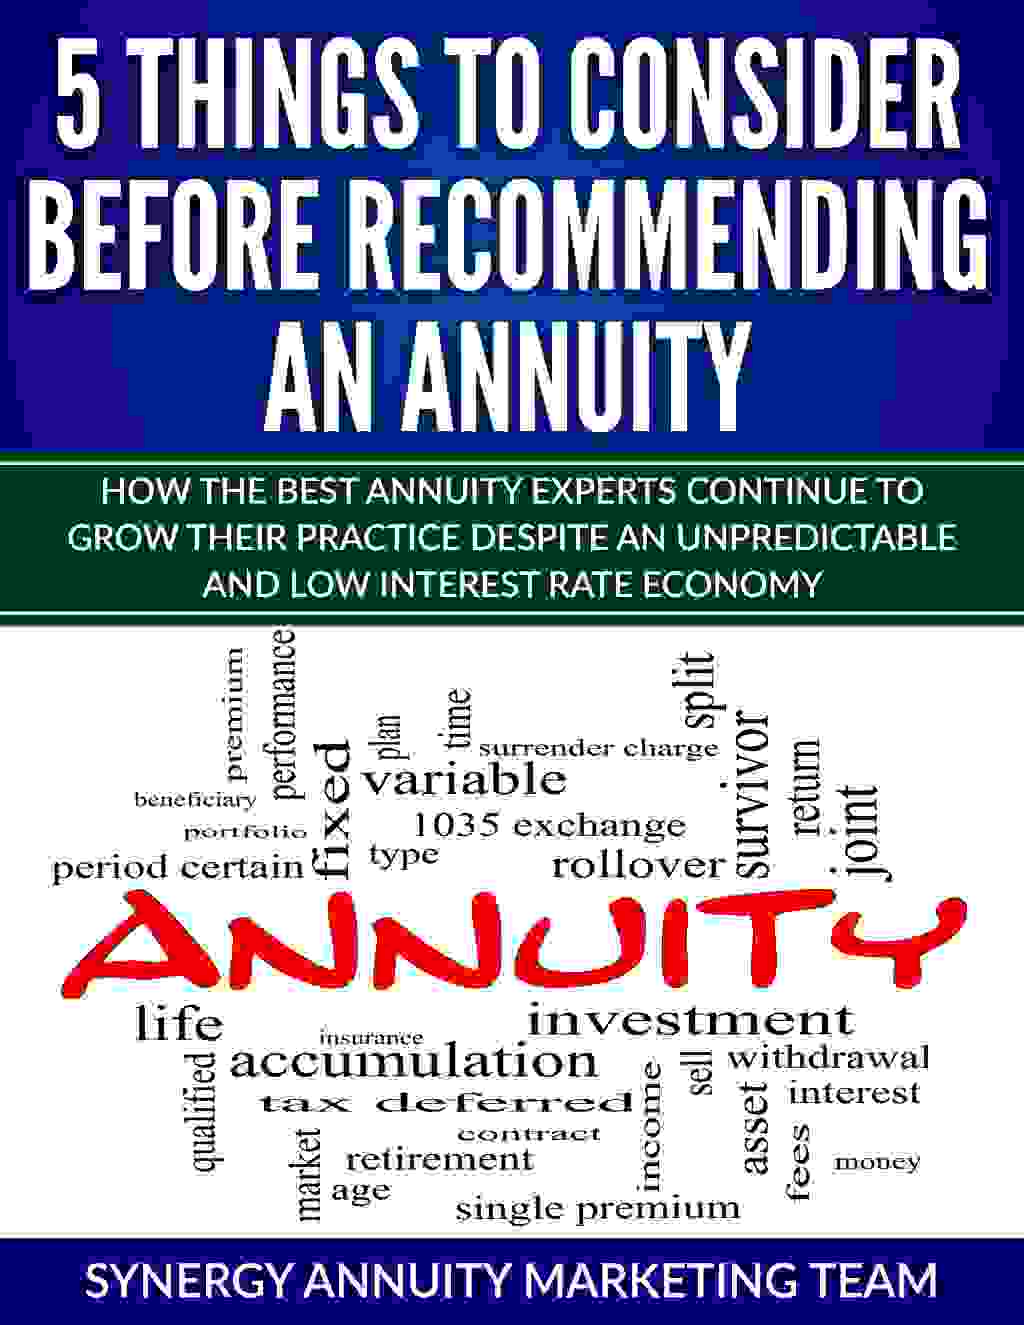 5 THINGS TO CONSIDER
BEFORE RECOMMENDING
AN ANNUITY
HOW THE BEST ANNUITY EXPERTS CONTINUE TO
GROW THEIR PRACTICE DESPITE AN UNPREDICTABLE
AND LOW INTEREST RATE ECONOMY
premium
performance
plan
time
split
surrender charge
fixed
variable
survivor
return
beneficiary
joint
portfolio
1035 exchange
period certain
type
rollover
ANNUITY
life
investment
insurance
accumulation
sell
withdrawal
qualified
tax deferred
income
asset
interest
contract
market
retirement
fees
money
age
single premium
SYNERGY ANNUITY MARKETING TEAM